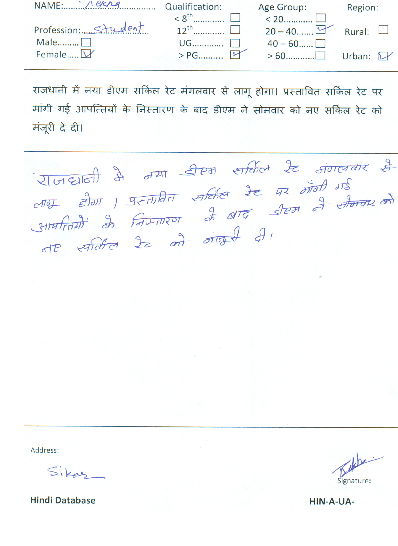 NAME: Qualification: Age Group: Region:
< 8th............ < 20............
Profession: Student 12th............ 20 – 40....... Rural:
Male......... UG............ 40 – 60......
Female..... > PG......... > 60............ Urban:
राजधानी में नया डीएम सर्किल रेट मंगलवार से लागू होगा। प्रस्तावित सर्किल रेट पर
मांगी गई आपत्तियों के निस्तारण के बाद डीएम ने सोमवार को नए सर्किल रेट को
मंजूरी दे दी।
राजधानी में नया डीएम सर्किल रेट मंगलवार से
लागू होगा । प्रस्तावित सर्किल रेट पर माँगी गई
आपत्तियों के निस्तारण के बाद डीएम ने सोमवार को
नए सर्किल रेट को दी।
Address:
Sikar
Signature:
Hindi Database HIN-A-UA-